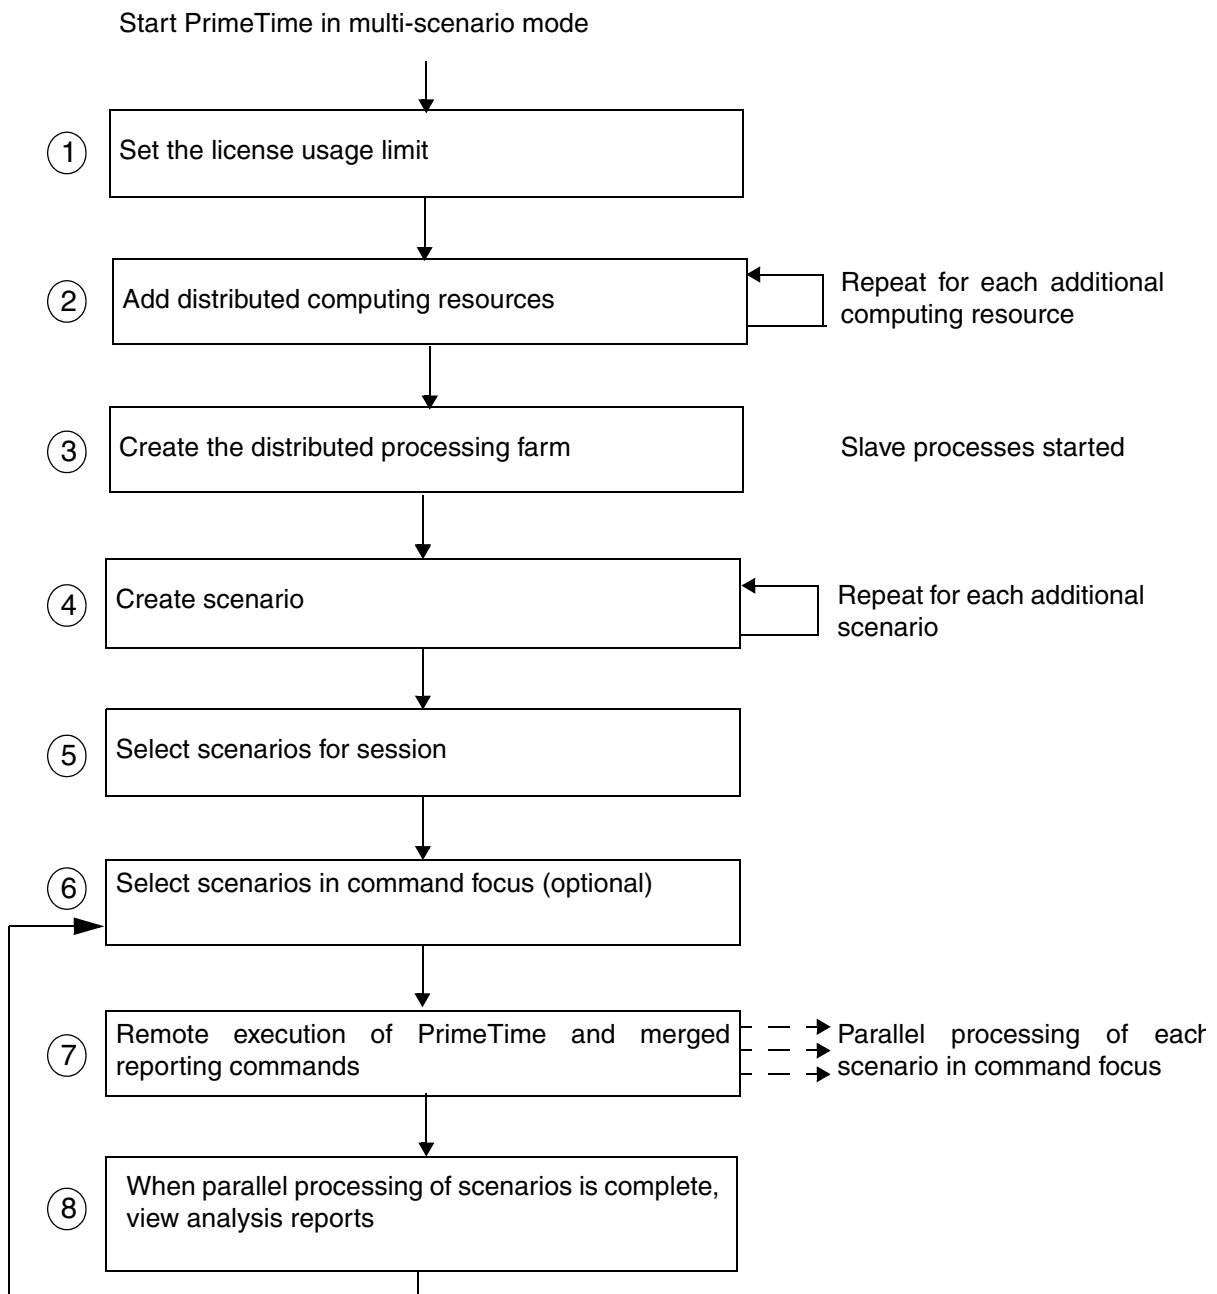 Start PrimeTime in multi-scenario mode
1
Set the license usage limit
2
Add distributed computing resources
Repeat for each additional
computing resource
3
Create the distributed processing farm
Slave processes started
4
Create scenario
Repeat for each additional
scenario
5
Select scenarios for session
6
Select scenarios in command focus (optional)
7
Remote execution of PrimeTime and merged
reporting commands
Parallel processing of each
scenario in command focus
8
When parallel processing of scenarios is complete,
view analysis reports